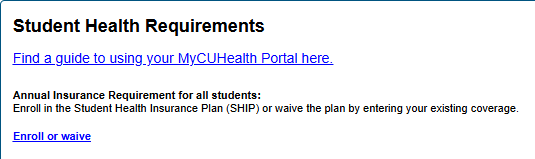 Student Health Requirements
Find a guide to using your MyCUHealth Portal here.
Annual Insurance Requirement for all students:
Enroll in the Student Health Insurance Plan (SHIP) or waive the plan by entering your existing coverage.
Enroll or waive